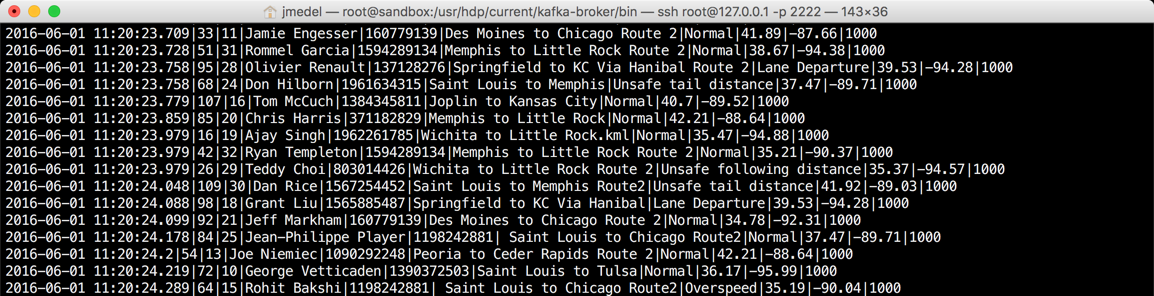 jmedel — root@sandbox:/usr/hdp/current/kafka-broker/bin — ssh root@127.0.0.1 -p 2222 — 143×36
2016-06-01 11:20:23.709|33|11|Jamie Engesser|160779139|Des Moines to Chicago Route 2|Normal|41.89|-87.66|1000
2016-06-01 11:20:23.728|51|31|Rommel Garcia|1594289134|Memphis to Little Rock Route 2|Normal|38.67|-94.38|1000
2016-06-01 11:20:23.758|95|28|Olivier Renault|137128276|Springfield to KC Via Hanibal Route 2|Lane Departure|39.53|-94.28|1000
2016-06-01 11:20:23.758|68|24|Don Hilborn|1961634315|Saint Louis to Memphis|Unsafe tail distance|37.47|-89.71|1000
2016-06-01 11:20:23.779|107|16|Tom McCuch|1384345811|Joplin to Kansas City|Normal|40.7|-89.52|1000
2016-06-01 11:20:23.859|85|20|Chris Harris|371182829|Memphis to Little Rock|Normal|42.21|-88.64|1000
2016-06-01 11:20:23.979|16|19|Ajay Singh|1962261785|Wichita to Little Rock.kml|Normal|35.47|-94.88|1000
2016-06-01 11:20:23.979|42|32|Ryan Templeton|1594289134|Memphis to Little Rock Route 2|Normal|35.21|-90.37|1000
2016-06-01 11:20:23.979|26|29|Teddy Choi|803014426|Wichita to Little Rock Route 2|Unsafe following distance|35.37|-94.57|1000
2016-06-01 11:20:24.048|109|30|Dan Rice|1567254452|Saint Louis to Memphis Route2|Unsafe tail distance|41.92|-89.03|1000
2016-06-01 11:20:24.088|98|18|Grant Liu|1565885487|Springfield to KC Via Hanibal|Lane Departure|39.53|-94.28|1000
2016-06-01 11:20:24.099|92|21|Jeff Markham|160779139|Des Moines to Chicago Route 2|Normal|34.78|-92.31|1000
2016-06-01 11:20:24.178|84|25|Jean-Philippe Player|1198242881| Saint Louis to Chicago Route2|Normal|37.47|-89.71|1000
2016-06-01 11:20:24.2|54|13|Joe Niemiec|1090292248|Peoria to Ceder Rapids Route 2|Normal|42.21|-88.64|1000
2016-06-01 11:20:24.219|72|10|George Vetticaden|1390372503|Saint Louis to Tulsa|Normal|36.17|-95.99|1000
2016-06-01 11:20:24.289|64|15|Rohit Bakshi|1198242881| Saint Louis to Chicago Route2|Overspeed|35.19|-90.04|1000